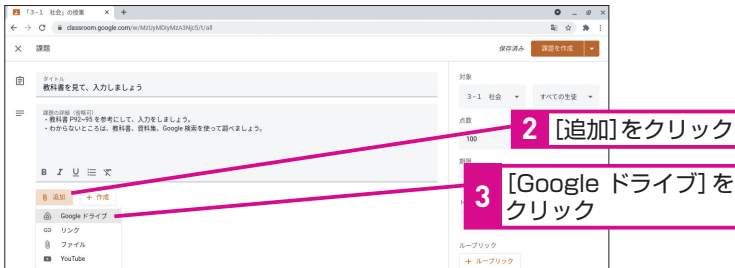 「3-1 社会」の授業
classroom.google.com/w/MzUyMDIyMzA3Njc5/t/all
課題
保存済み
課題を作成
タイトル
教科書を見て、入力しましょう
課題の詳細（省略可）
・教科書 P92~95 を参考にして、入力をしましょう。
・わからないところは、教科書、資料集、Google 検索を使って調べましょう。
B I U
追加
+ 作成
Google ドライブ
リンク
ファイル
YouTube
対象
3-1 社会
すべての生徒
点数
100
期限
ルーブリック
+ ルーブリック
2 [追加]をクリック
3 [Google ドライブ]を
クリック